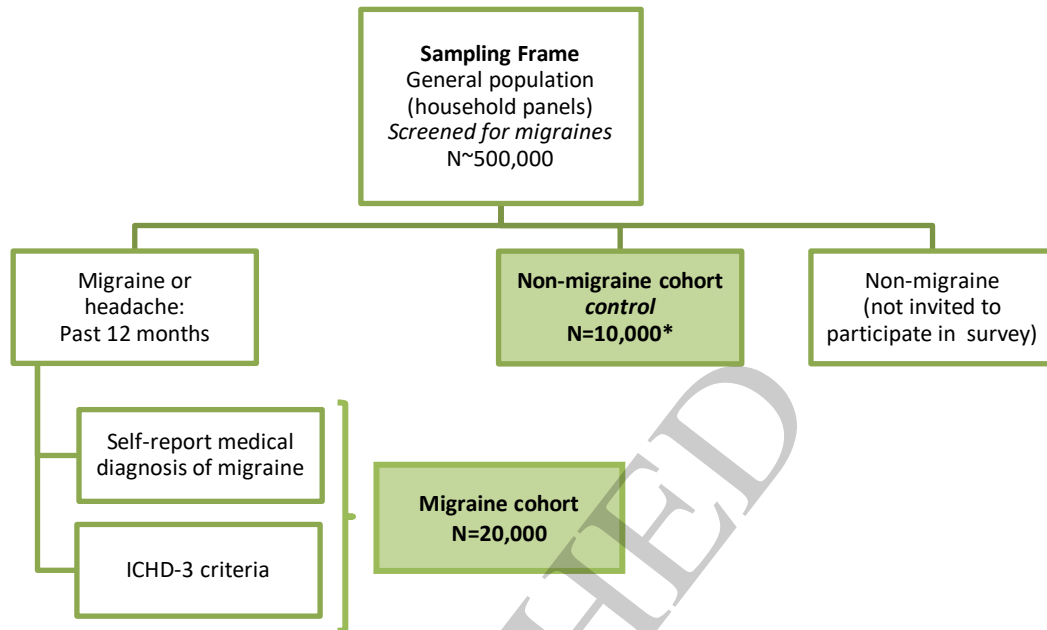 Sampling Frame
General population
(household panels)
Screened for migraines
N~500,000
Migraine or
headache:
Past 12 months
Non-migraine cohort
control
N=10,000*
Non-migraine
(not invited to
participate in survey)
Self-report medical
diagnosis of migraine
Migraine cohort
N=20,000
ICHD-3 criteria
HED